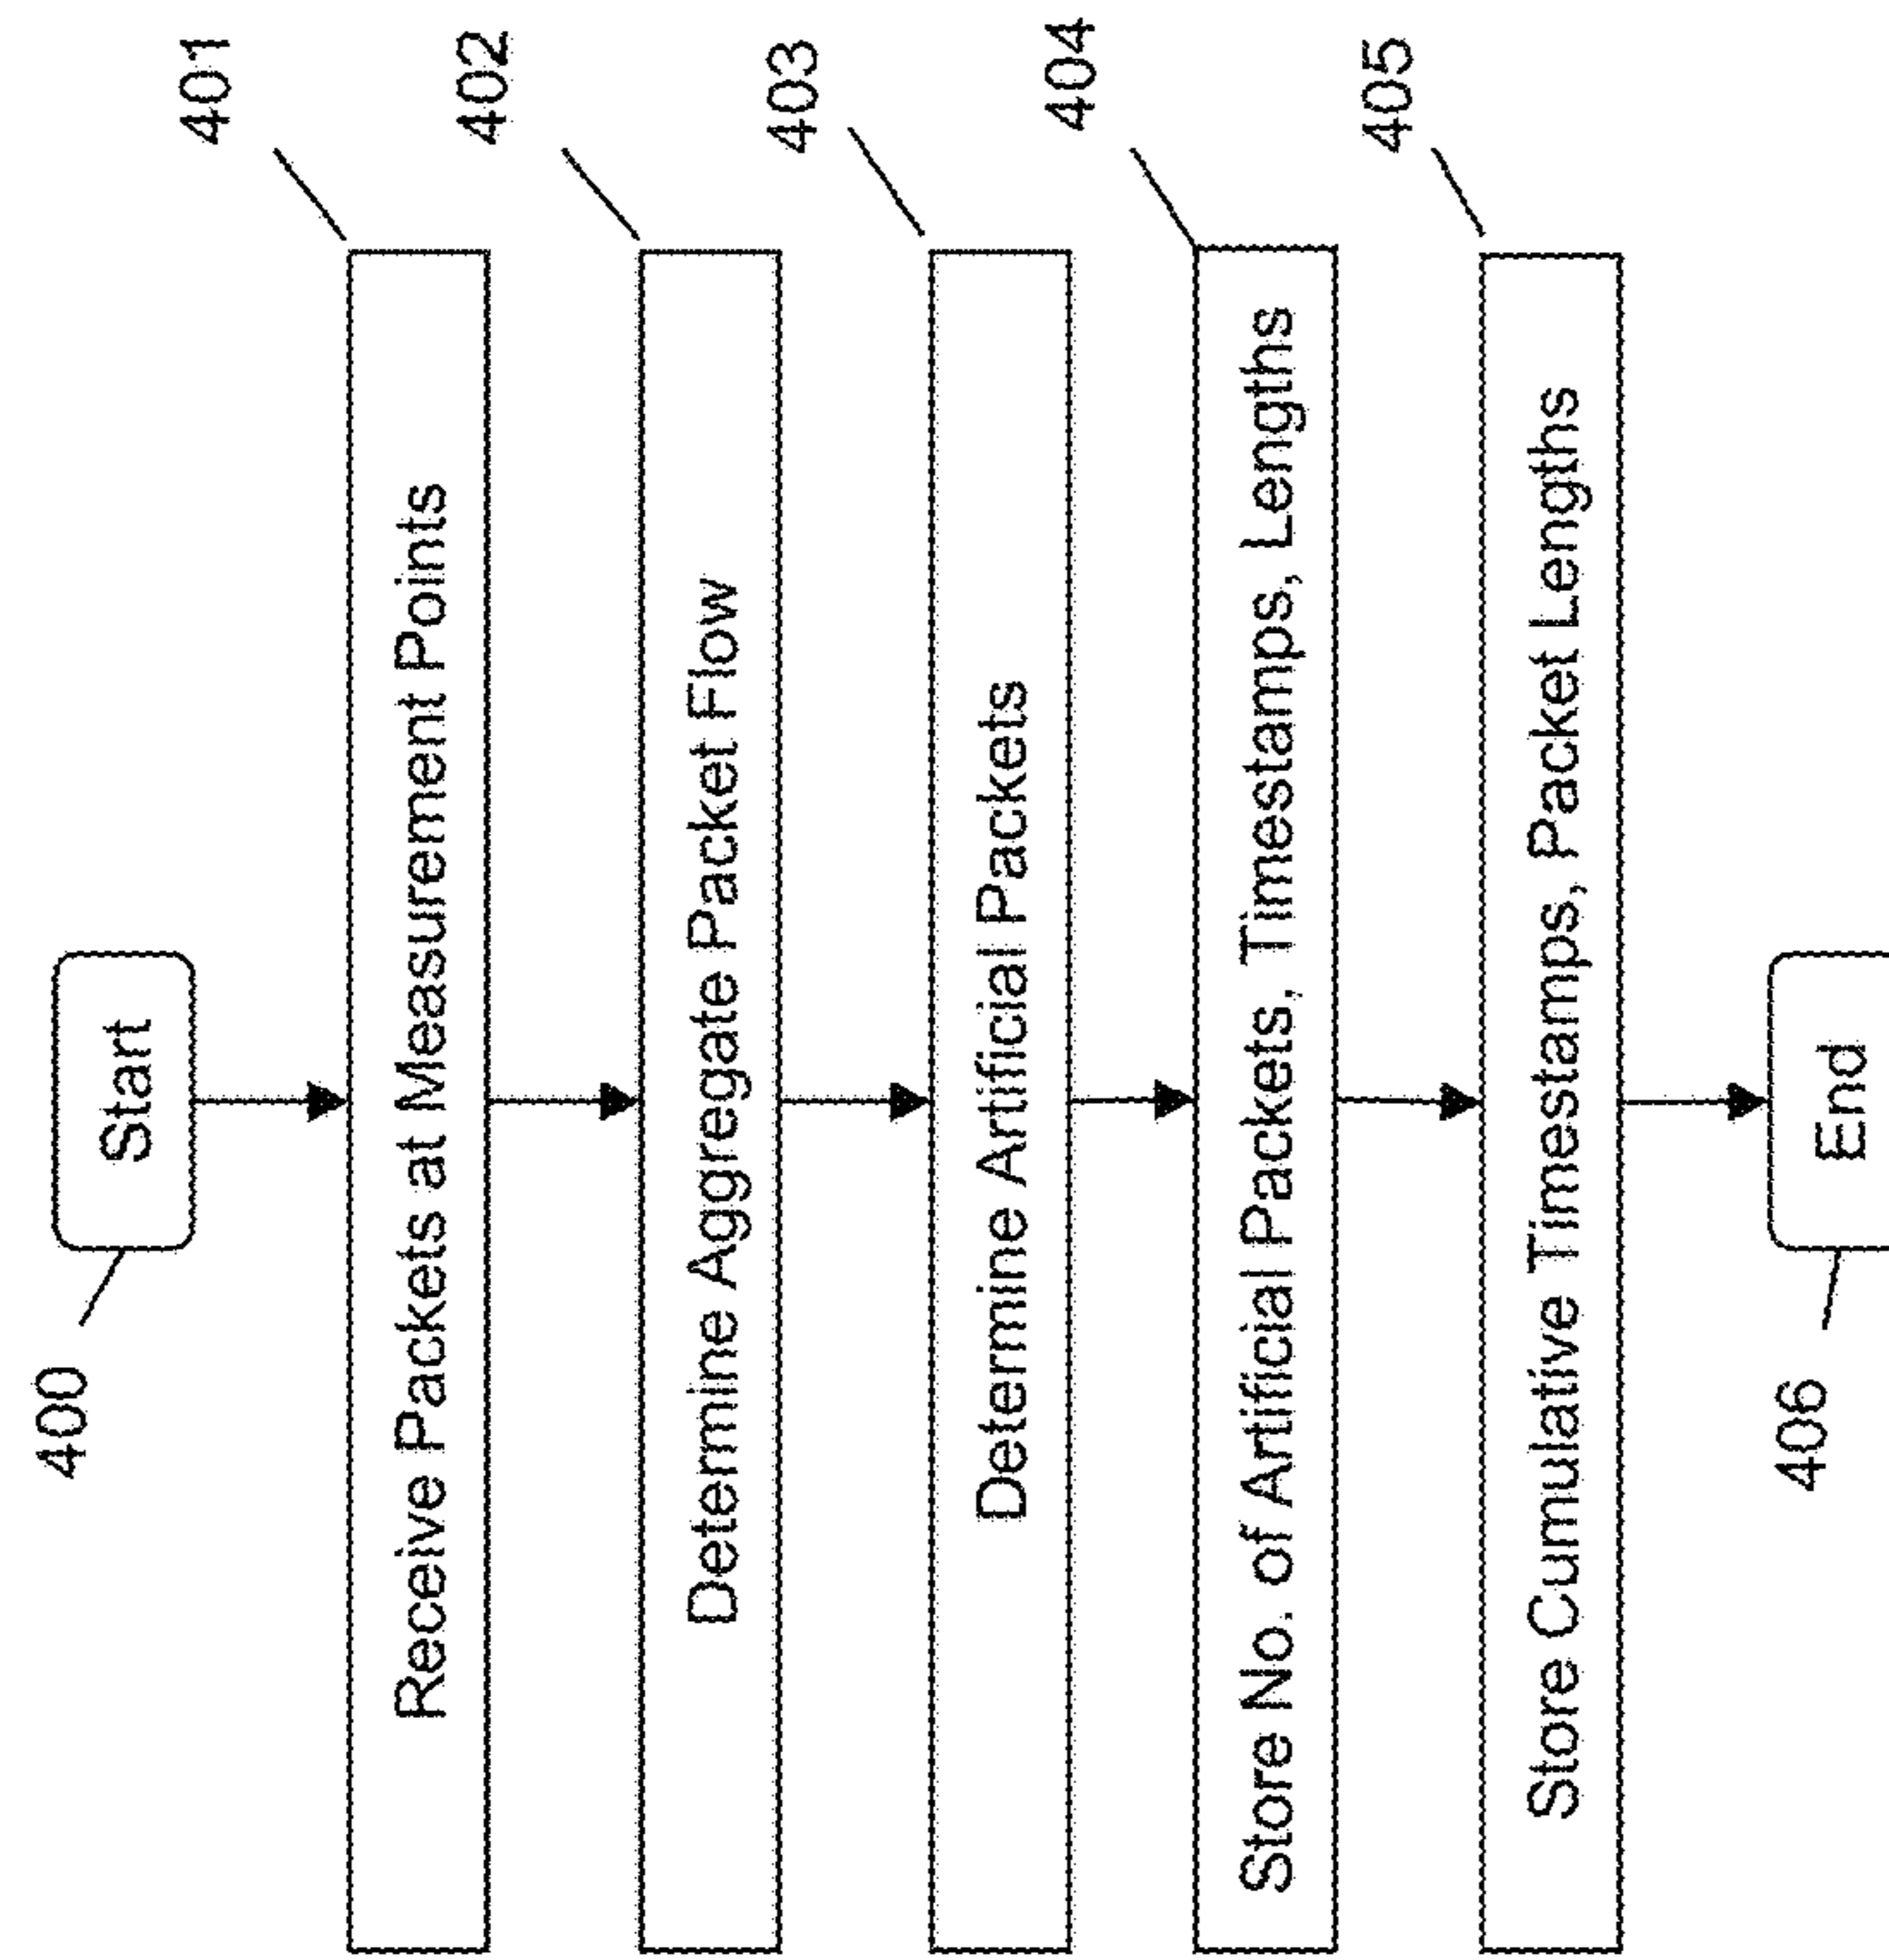 Start
400
Receive Packets at Measurement Points
401
Determine Aggregate Packet Flow
402
Determine Artificial Packets
403
Store No. of Artificial Packets, Timestamps, Lengths
404
Store Cumulative Timestamps, Packet Lengths
405
End
406